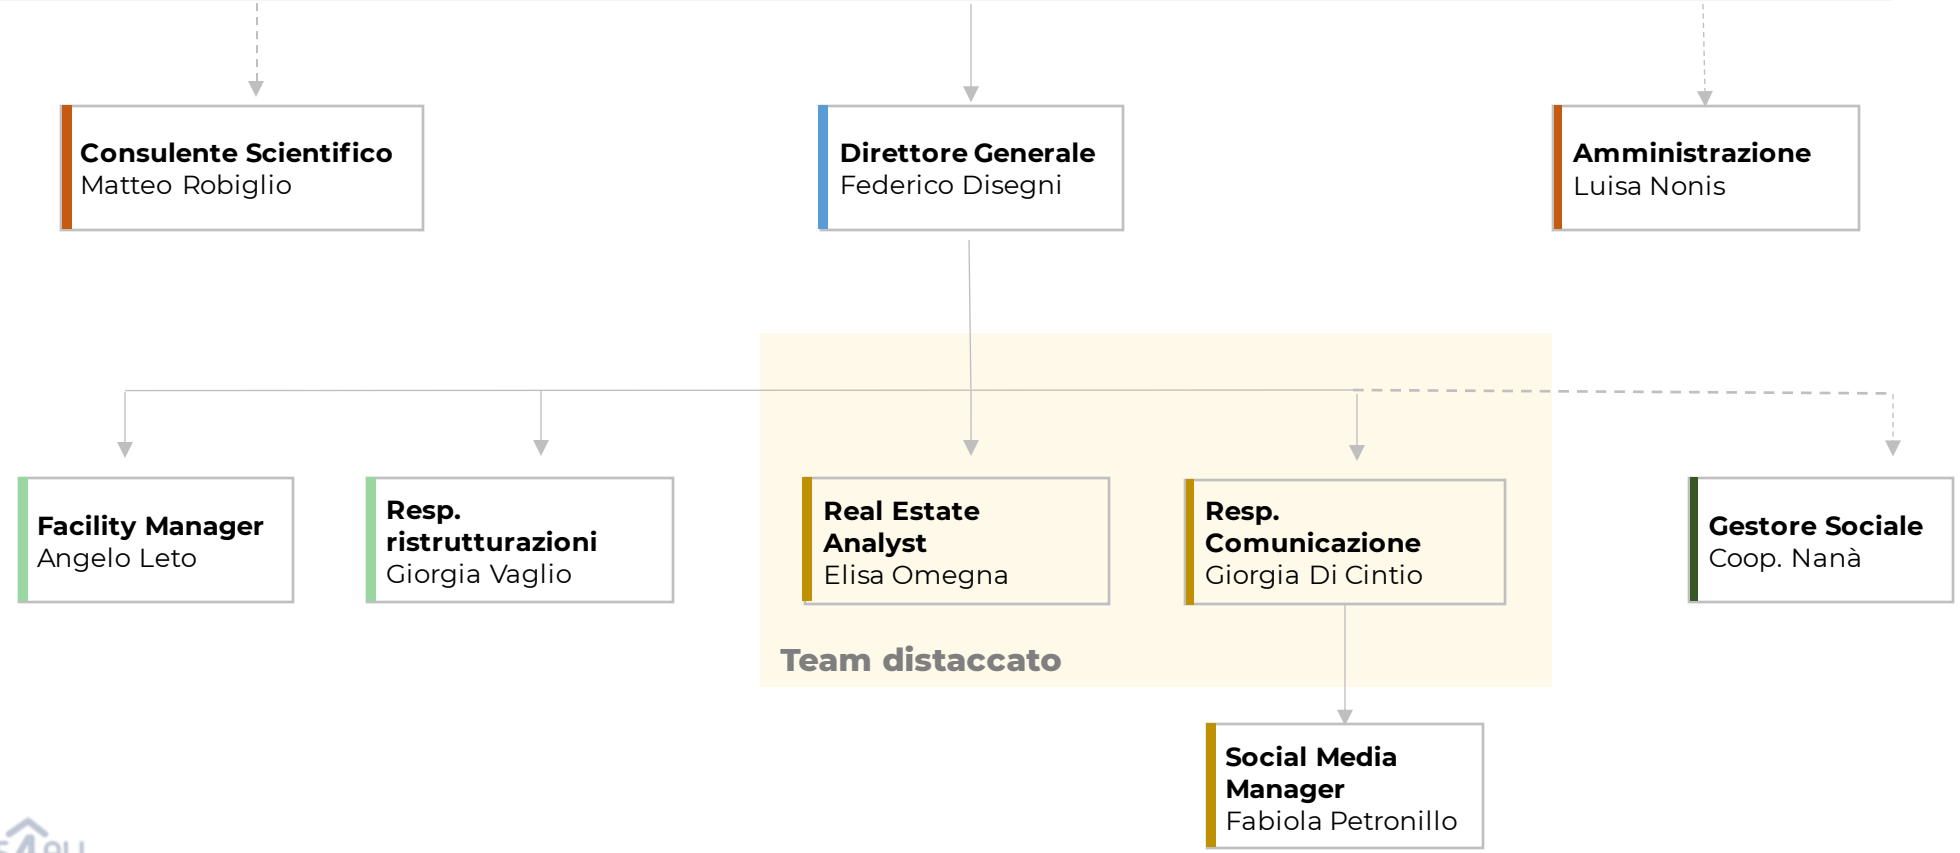 Consulente Scientifico
Matteo Robiglio
Direttore Generale
Federico Disegni
Amministrazione
Luisa Nonis
Facility Manager
Angelo Leto
Resp.
ristrutturazioni
Giorgia Vaglio
Real Estate
Analyst
Elisa Omegna
Resp.
Comunicazione
Giorgia Di Cintio
Gestore Sociale
Coop. Nanà
Team distaccato
Social Media
Manager
Fabiola Petronillo